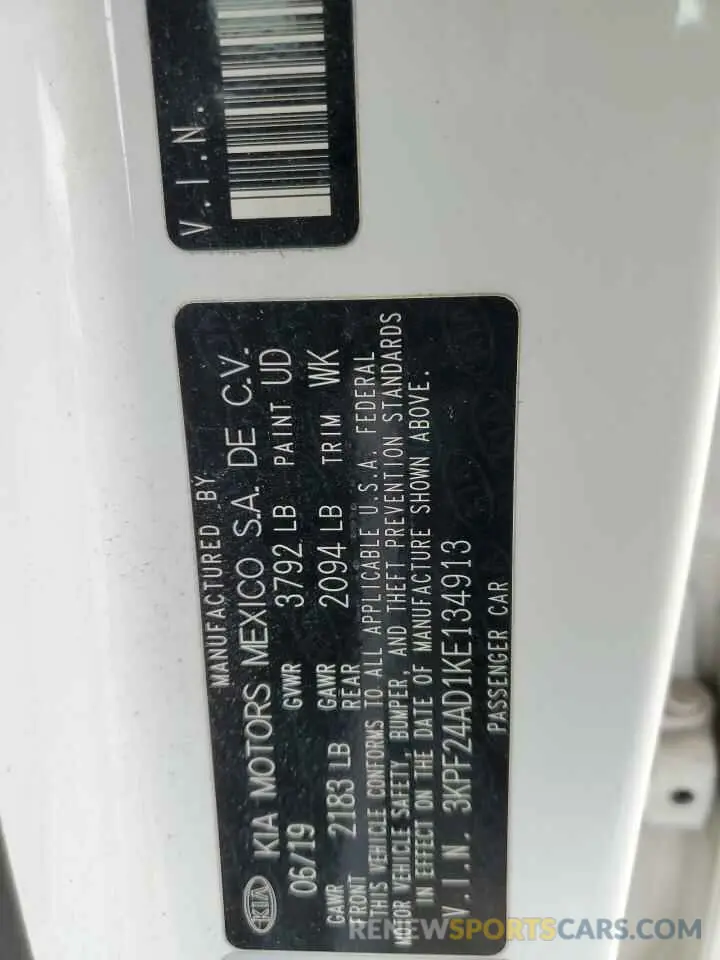 V.I.N.
MANUFACTURED BY
KIA KIA MOTORS MEXICO S.A. DE C.V.
06/19 GVWR 3792 LB PAINT UD
GAWR FRONT 2183 LB GAWR REAR 2094 LB TRIM WK
THIS VEHICLE CONFORMS TO ALL APPLICABLE U.S.A. FEDERAL
MOTOR VEHICLE SAFETY, BUMPER, AND THEFT PREVENTION STANDARDS
IN EFFECT ON THE DATE OF MANUFACTURE SHOWN ABOVE.
V.I.N. 3KPF24AD1KE134913
PASSENGER CAR
RENEWSPORTSCARS.COM